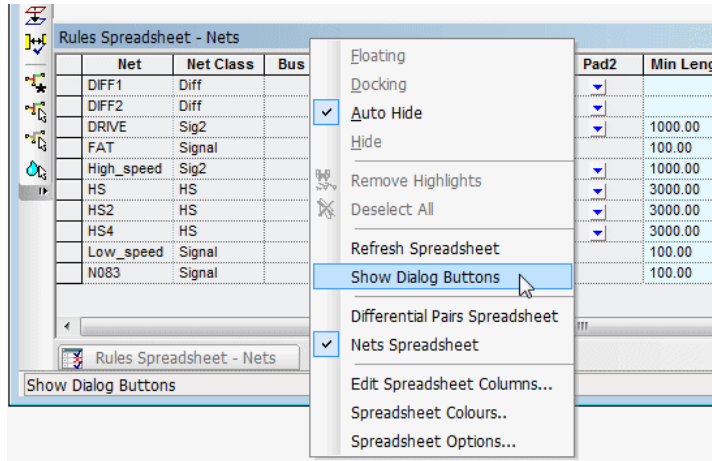 Rules Spreadsheet - Nets
Net Net Class Bus Pad2 Min Leng
DIFF1 Diff
DIFF2 Diff
DRIVE Sig2 1000.00
FAT Signal 100.00
High_speed Sig2 1000.00
HS HS 3000.00
HS2 HS 3000.00
HS4 HS 3000.00
Low_speed Signal 100.00
N083 Signal 100.00
Rules Spreadsheet - Nets
Show Dialog Buttons
Floating
Docking
Auto Hide
Hide
Remove Highlights
Deselect All
Refresh Spreadsheet
Show Dialog Buttons
Differential Pairs Spreadsheet
Nets Spreadsheet
Edit Spreadsheet Columns...
Spreadsheet Colours..
Spreadsheet Options...